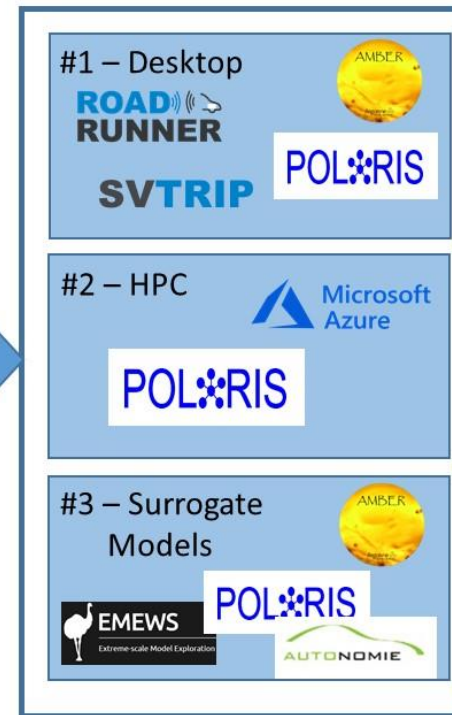 #1 – Desktop
AMBER
ROAD
RUNNER
POLARIS
SVTRIP
#2 – HPC
Microsoft
Azure
POLARIS
#3 – Surrogate
Models
AMBER
POLARIS
EMEWS
Extreme-scale Model Exploration
AUTONOMIE